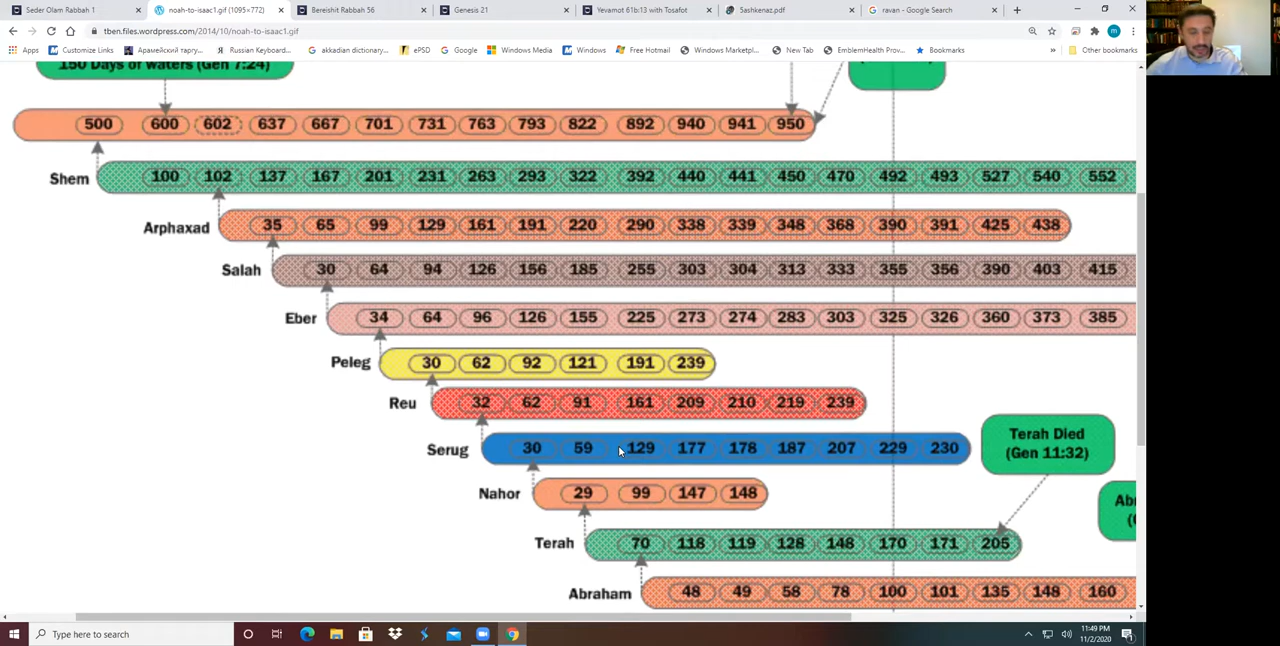 Seder Olam Rabbah 1
noah-to-isaac1.gif (1095×772)
Bereishit Rabbah 56
Genesis 21
Yevamot 61b:13 with Tosafot
Sashkenaz.pdf
ravan - Google Search
tben.files.wordpress.com/2014/10/noah-to-isaac1.gif
Apps
Customize Links
Арамейский таргу...
Russian Keyboard...
akkadian dictionary...
ePSD
Google
Windows Media
Windows
Free Hotmail
Windows Marketpl...
New Tab
EmblemHealth Prov...
Bookmarks
Other bookmarks
150 Days of waters (Gen 7:24)
500 600 602 637 667 701 731 763 793 822 892 940 941 950
Shem 100 102 137 167 201 231 263 293 322 392 440 441 450 470 492 493 527 540 552
Arphaxad 35 65 99 129 161 191 220 290 338 339 348 368 390 391 425 438
Salah 30 64 94 126 156 185 255 303 304 313 333 355 356 390 403 415
Eber 34 64 96 126 155 225 273 274 283 303 325 326 360 373 385
Peleg 30 62 92 121 191 239
Reu 32 62 91 161 209 210 219 239
Serug 30 59 129 177 178 187 207 229 230
Terah Died
(Gen 11:32)
Nahor 29 99 147 148
Terah 70 118 119 128 148 170 171 205
Abraham 48 49 58 78 100 101 135 148 160
Type here to search
11:49 PM
11/2/2020